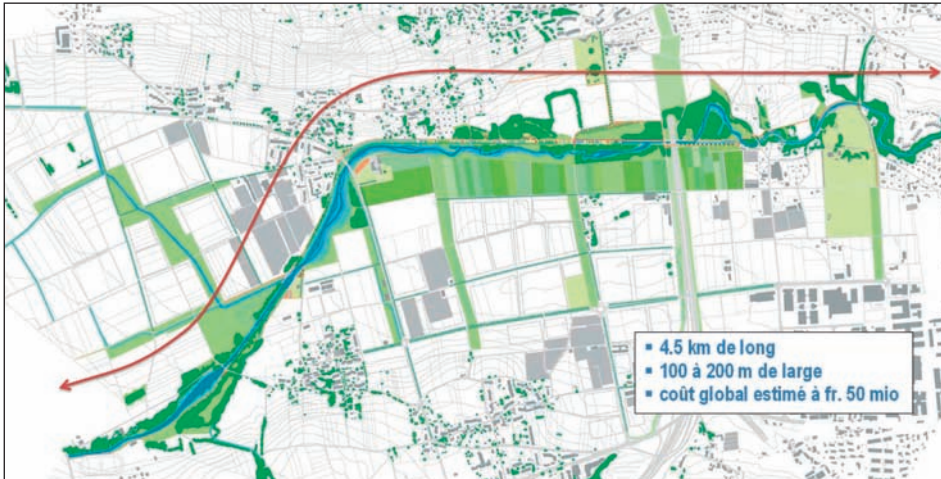 ▪ 4.5 km de long
▪ 100 à 200 m de large
▪ coût global estimé à fr. 50 mio